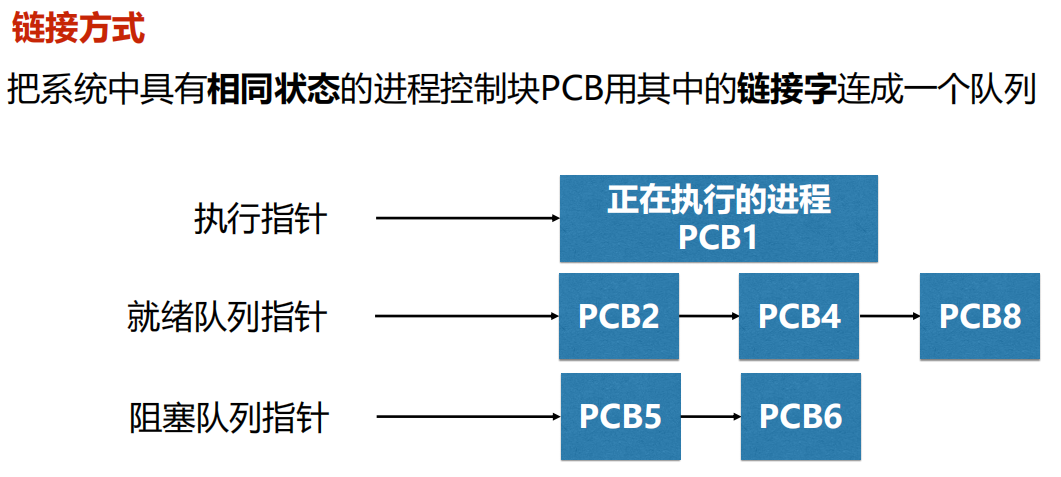 链接方式
把系统中具有相同状态的进程控制块PCB用其中的链接字连成一个队列
执行指针
正在执行的进程
PCB1
就绪队列指针
PCB2
PCB4
PCB8
阻塞队列指针
PCB5
PCB6